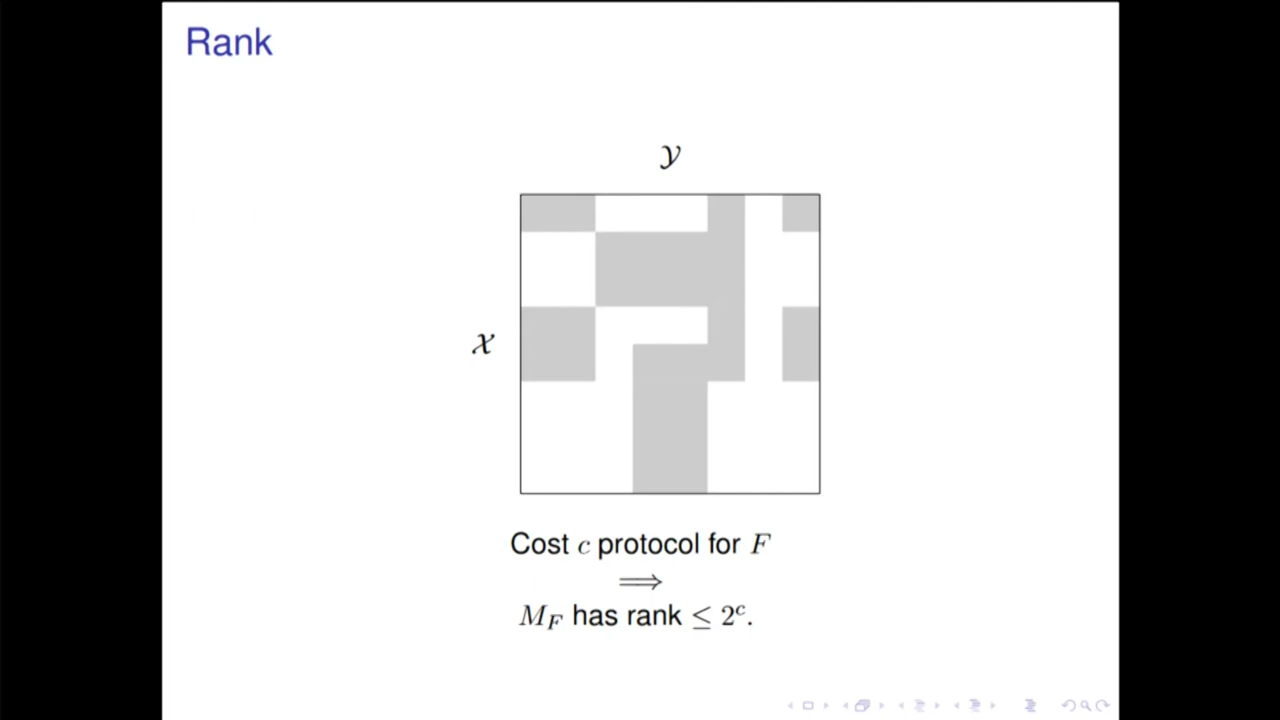 Rank
𝒴
𝒳
Cost c protocol for F
⟹
M_F has rank ≤ 2^c.